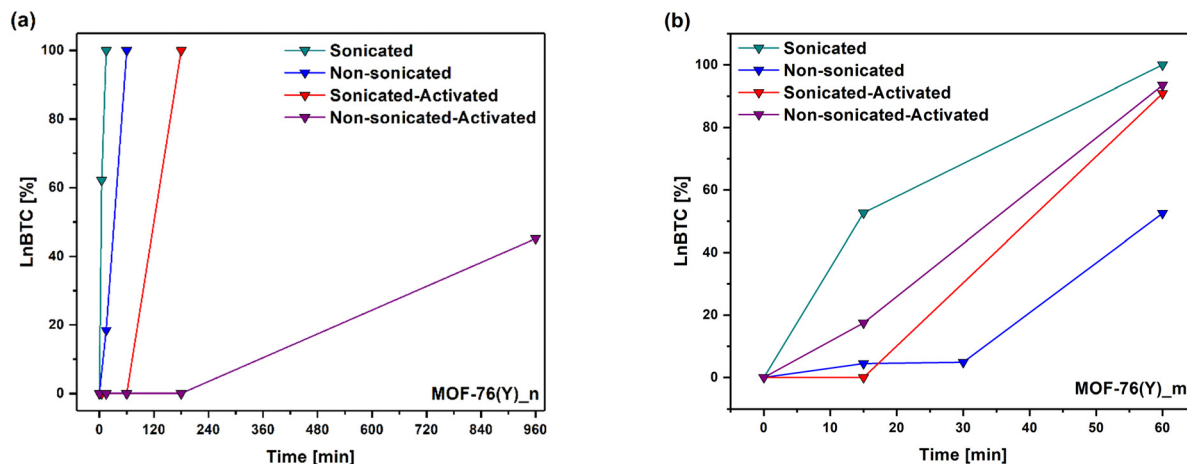 (a)
LnBTC [%]
100
80
60
40
20
0
Sonicated
Non-sonicated
Sonicated-Activated
Non-sonicated-Activated
MOF-76(Y)_n
0 120 240 360 480 600 720 840 960
Time [min]
(b)
LnBTC [%]
100
80
60
40
20
0
Sonicated
Non-sonicated
Sonicated-Activated
Non-sonicated-Activated
MOF-76(Y)_m
0 10 20 30 40 50 60
Time [min]